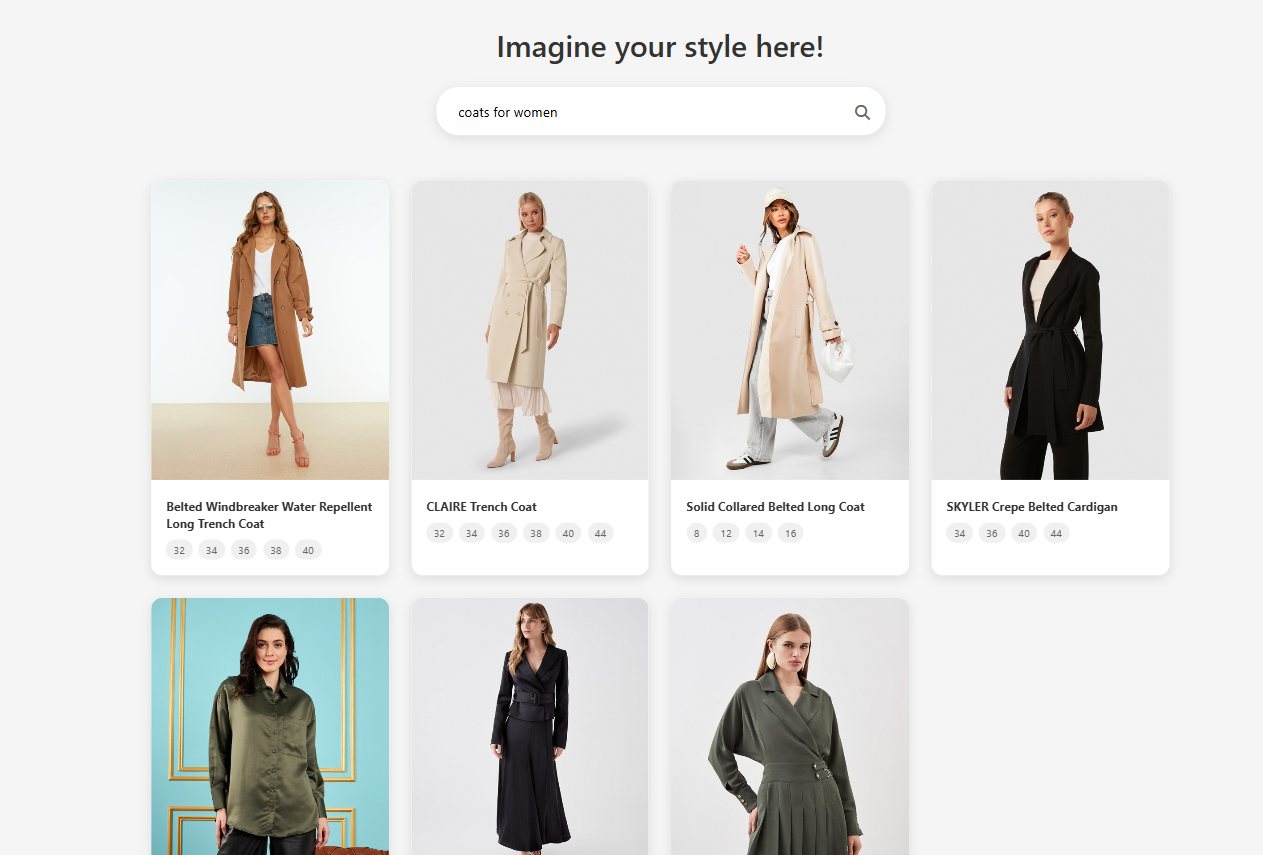 Imagine your style here!
coats for women
Belted Windbreaker Water Repellent
Long Trench Coat
32 34 36 38 40
CLAIRE Trench Coat
32 34 36 38 40 44
Solid Collared Belted Long Coat
8 12 14 16
SKYLER Crepe Belted Cardigan
34 36 40 44